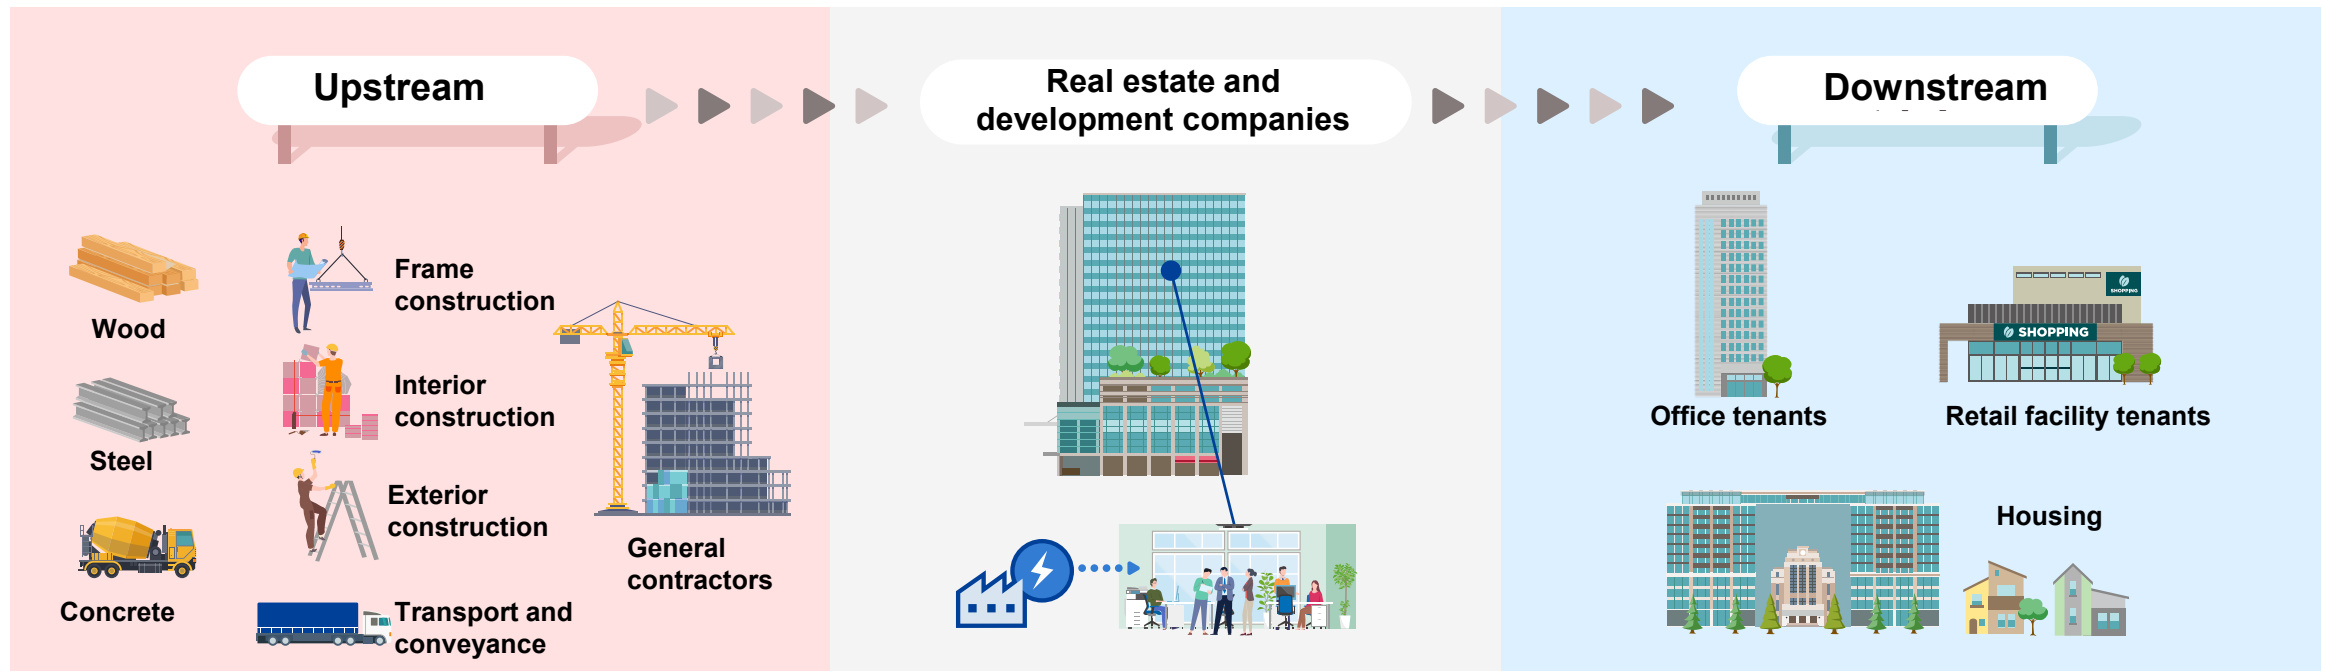 Upstream
Real estate and
development companies
Downstream
Wood
Steel
Concrete
Frame
construction
Interior
construction
Exterior
construction
Transport and
conveyance
General
contractors
SHOPPING
SHOPPING
Office tenants
Retail facility tenants
Housing